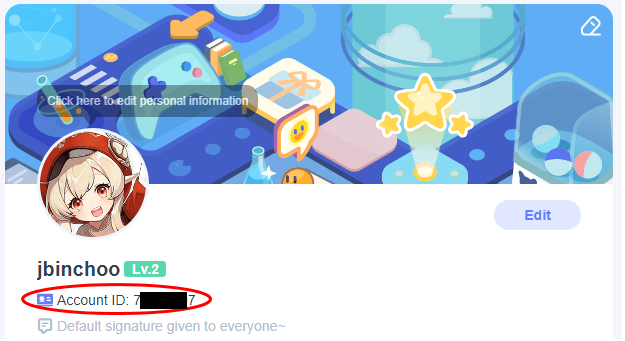 Click here to edit personal information
Edit
jbinchoo Lv.2
Account ID: 7 7
Default signature given to everyone~